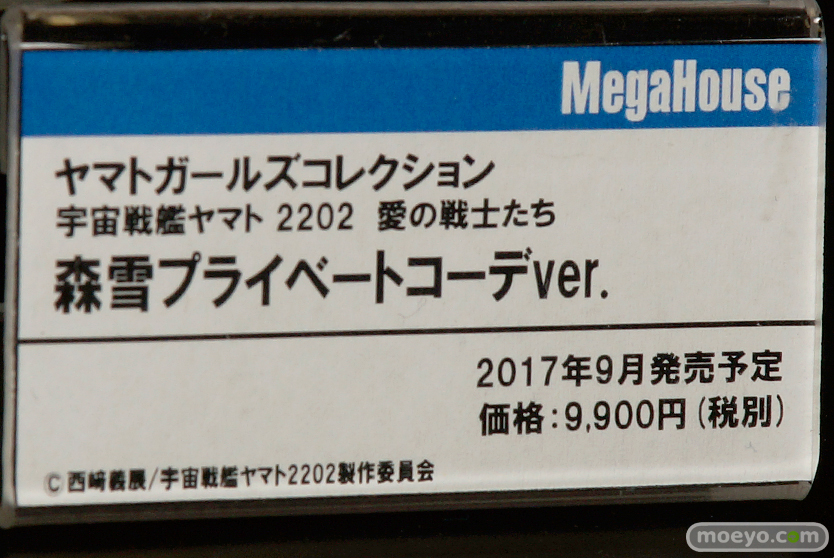 MegaHouse
ヤマトガールズコレクション
宇宙戦艦ヤマト 2202 愛の戦士たち
森雪プライベートコーデver.
2017年9月発売予定
価格:9,900円(税別)
©西﨑義展/宇宙戦艦ヤマト2202製作委員会
moeyo.com